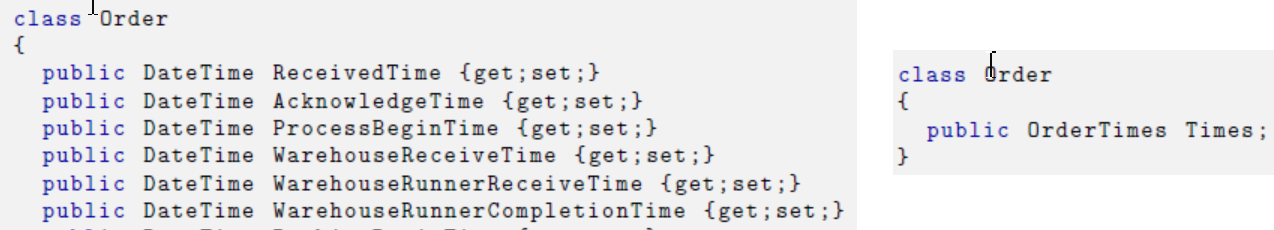 class Order
{
public DateTime ReceivedTime {get;set;}
public DateTime AcknowledgeTime {get;set;}
public DateTime ProcessBeginTime {get;set;}
public DateTime WarehouseReceiveTime {get;set;}
public DateTime WarehouseRunnerReceiveTime {get;set;}
public DateTime WarehouseRunnerCompletionTime {get;set;}
class Order
{
public OrderTimes Times;
}